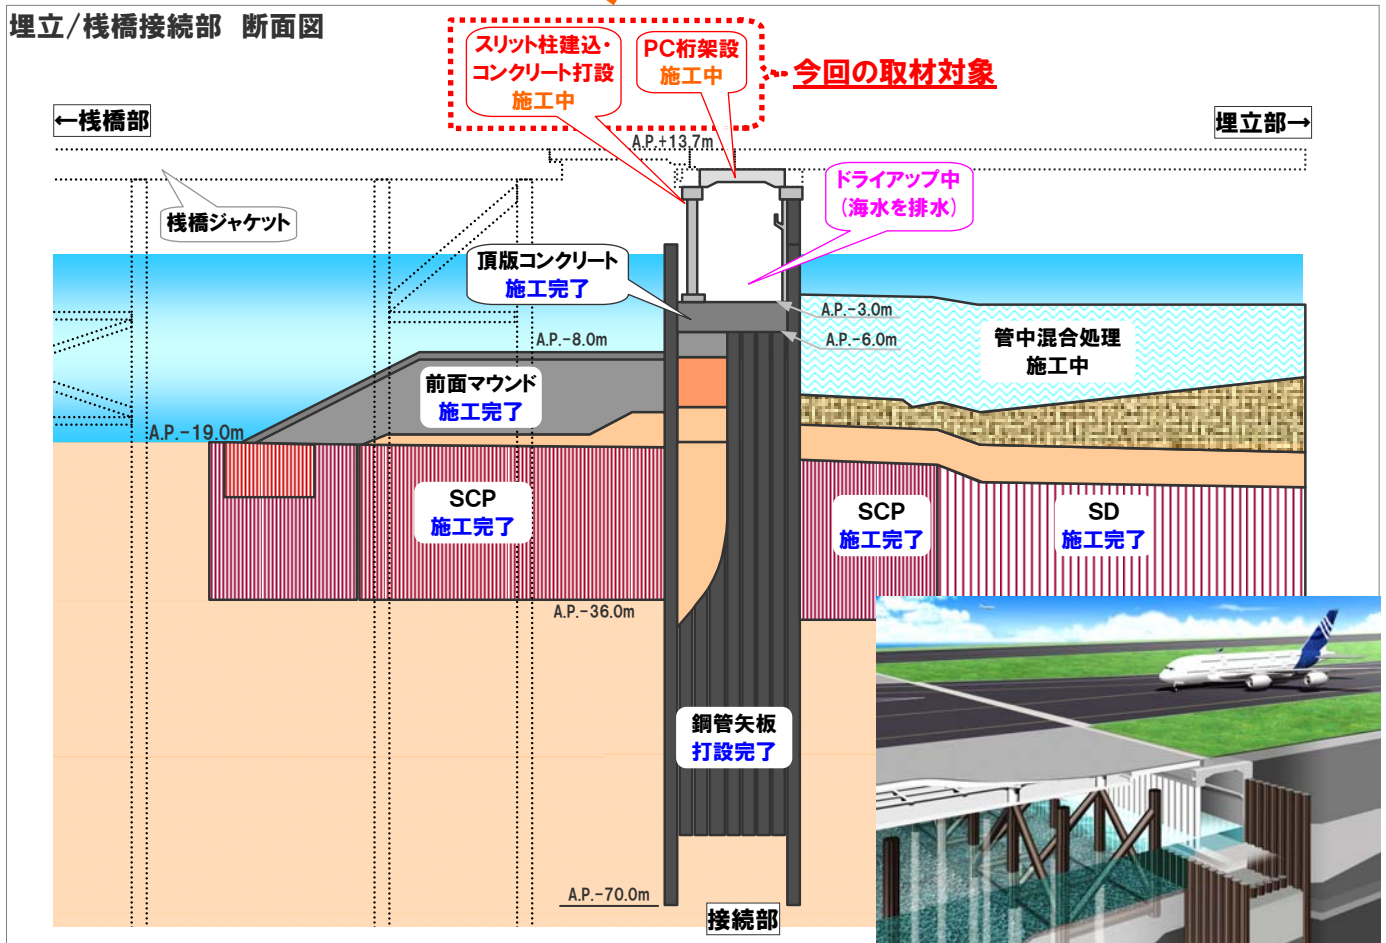 埋立/桟橋接続部 断面図
スリット柱建込・
コンクリート打設
施工中
PC桁架設
施工中
今回の取材対象
←桟橋部
埋立部→
A.P.+13.7m
桟橋ジャケット
ドライアップ中
(海水を排水)
頂版コンクリート
施工完了
A.P.-3.0m
A.P.-6.0m
A.P.-8.0m
管中混合処理
施工中
前面マウンド
施工完了
A.P.-19.0m
SCP
施工完了
SCP
施工完了
SD
施工完了
A.P.-36.0m
鋼管矢板
打設完了
A.P.-70.0m
接続部